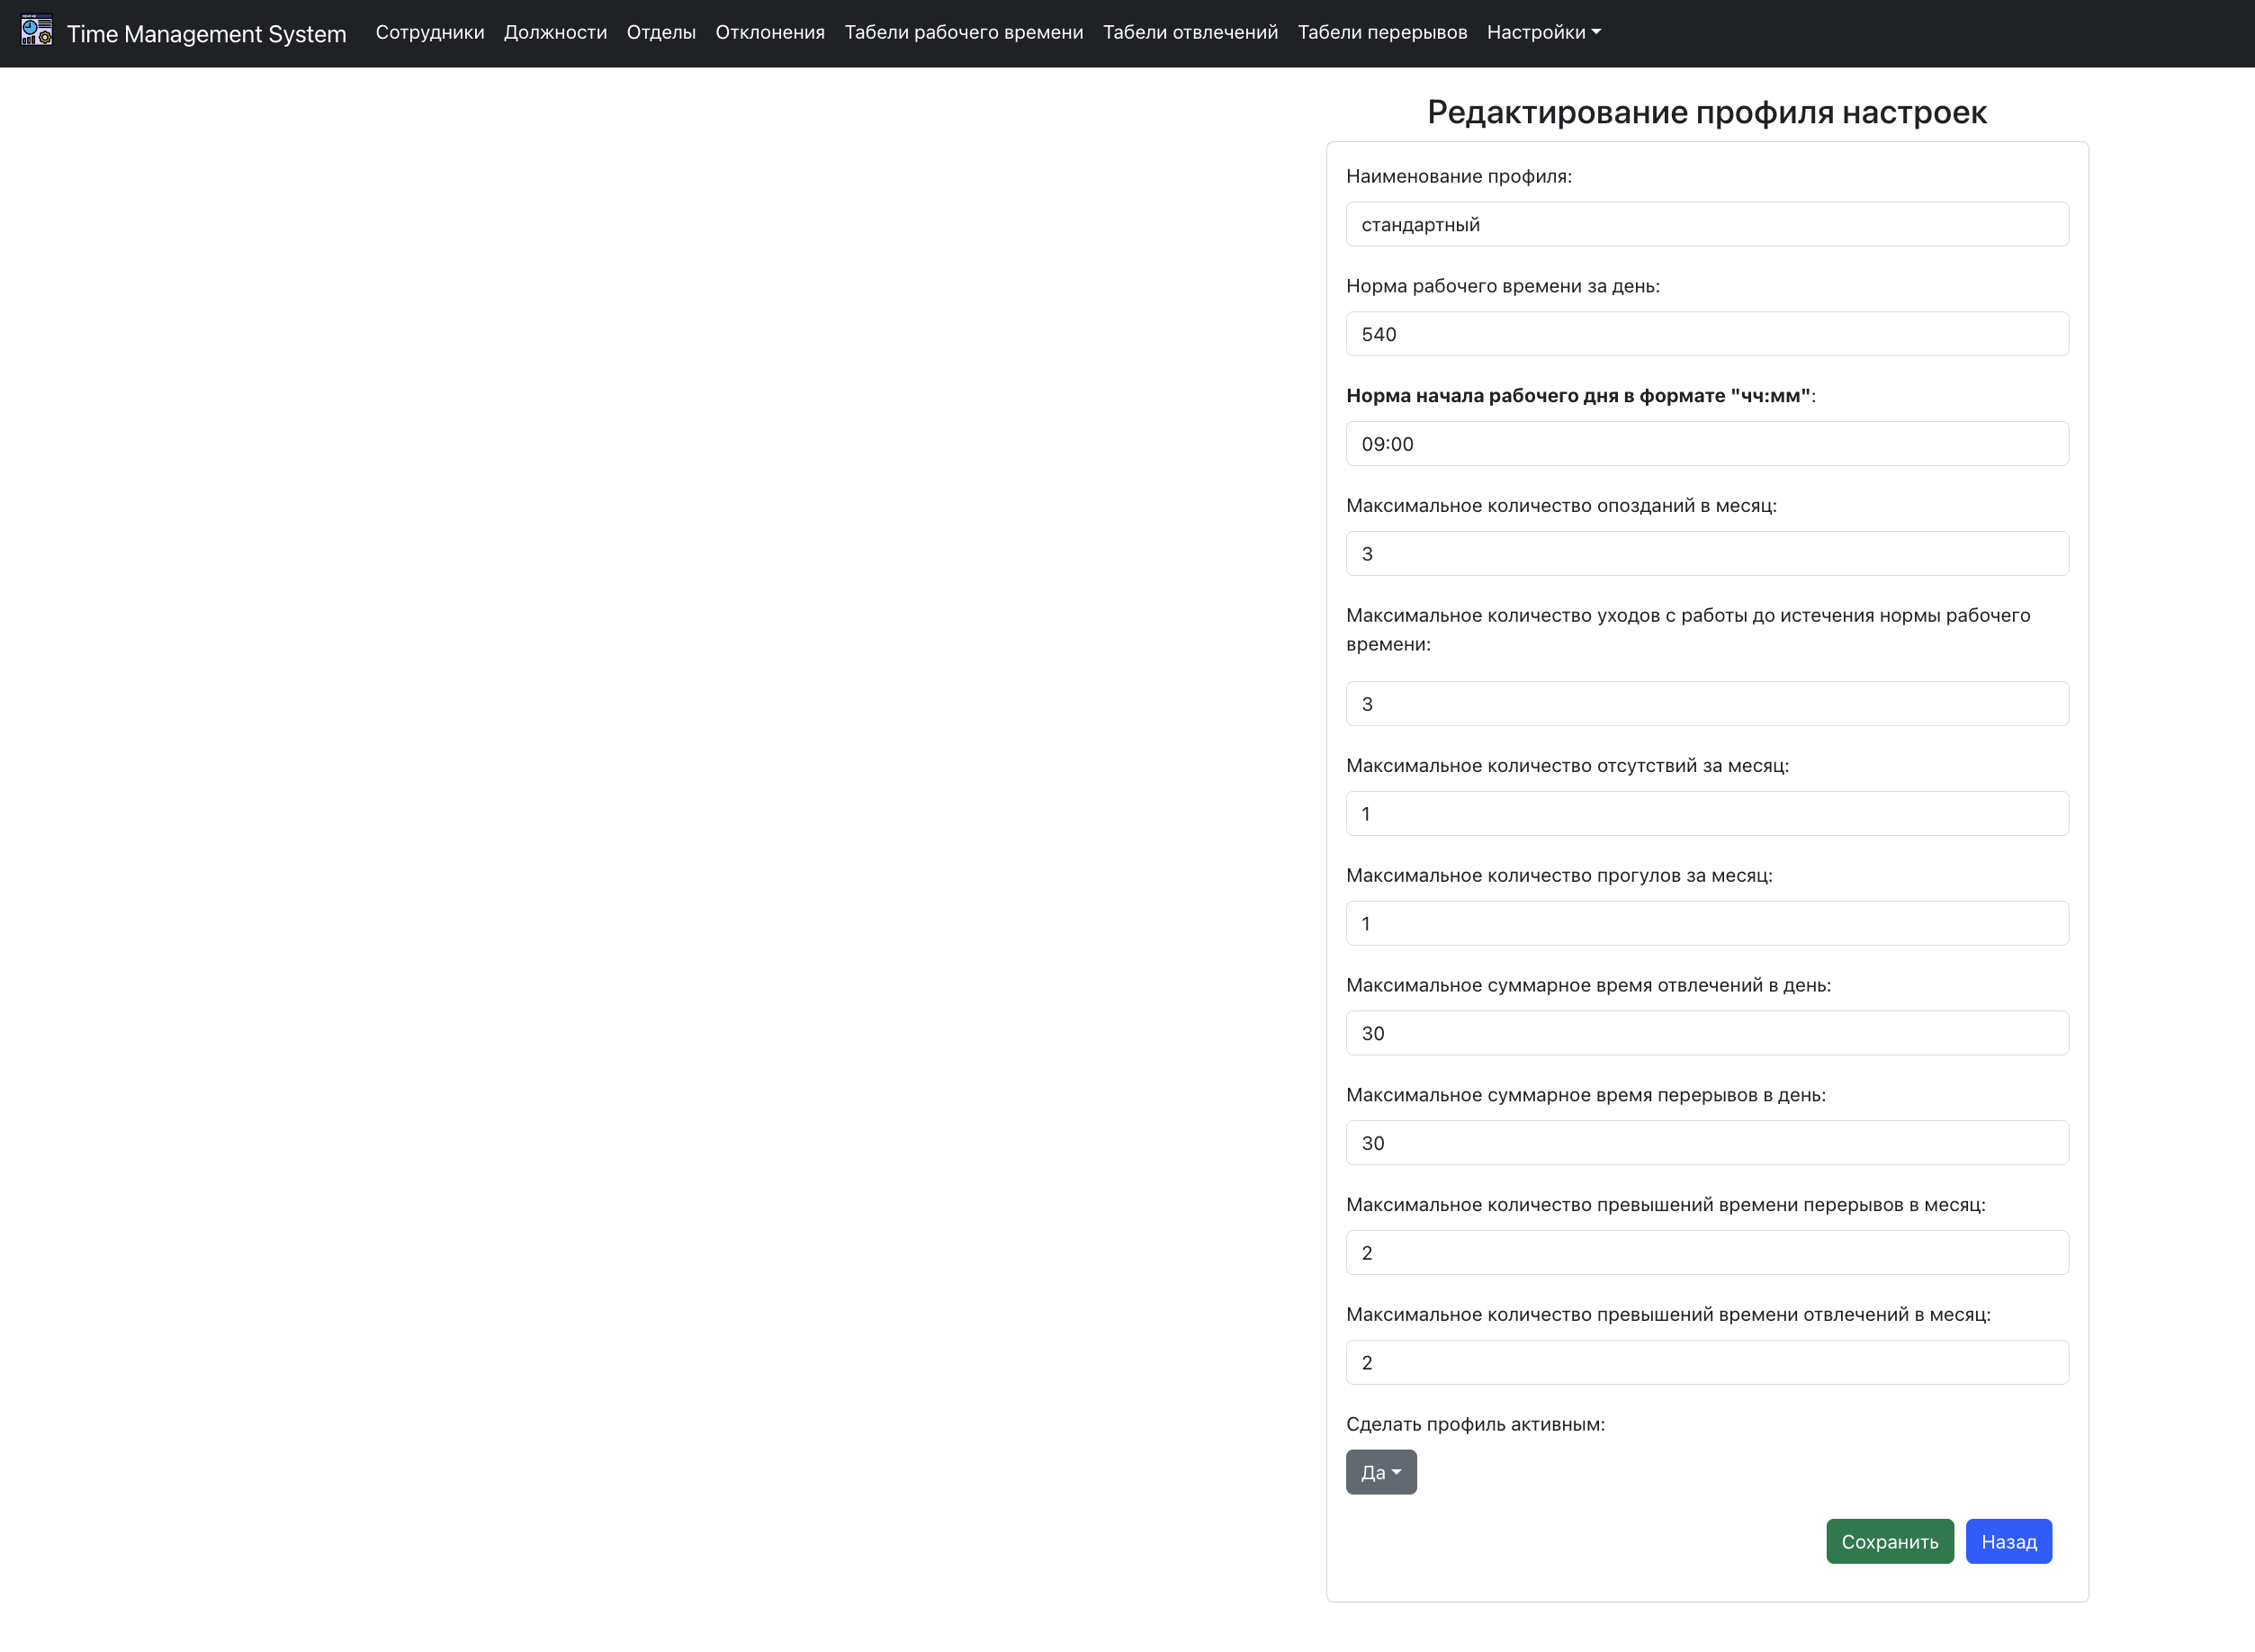 Time Management System Сотрудники Должности Отделы Отклонения Табели рабочего времени Табели отвлечений Табели перерывов Настройки
Редактирование профиля настроек
Наименование профиля:
стандартный
Норма рабочего времени за день:
540
Норма начала рабочего дня в формате "чч:мм":
09:00
Максимальное количество опозданий в месяц:
3
Максимальное количество уходов с работы до истечения нормы рабочего
времени:
3
Максимальное количество отсутствий за месяц:
1
Максимальное количество прогулов за месяц:
1
Максимальное суммарное время отвлечений в день:
30
Максимальное суммарное время перерывов в день:
30
Максимальное количество превышений времени перерывов в месяц:
2
Максимальное количество превышений времени отвлечений в месяц:
2
Сделать профиль активным:
Да
Сохранить Назад